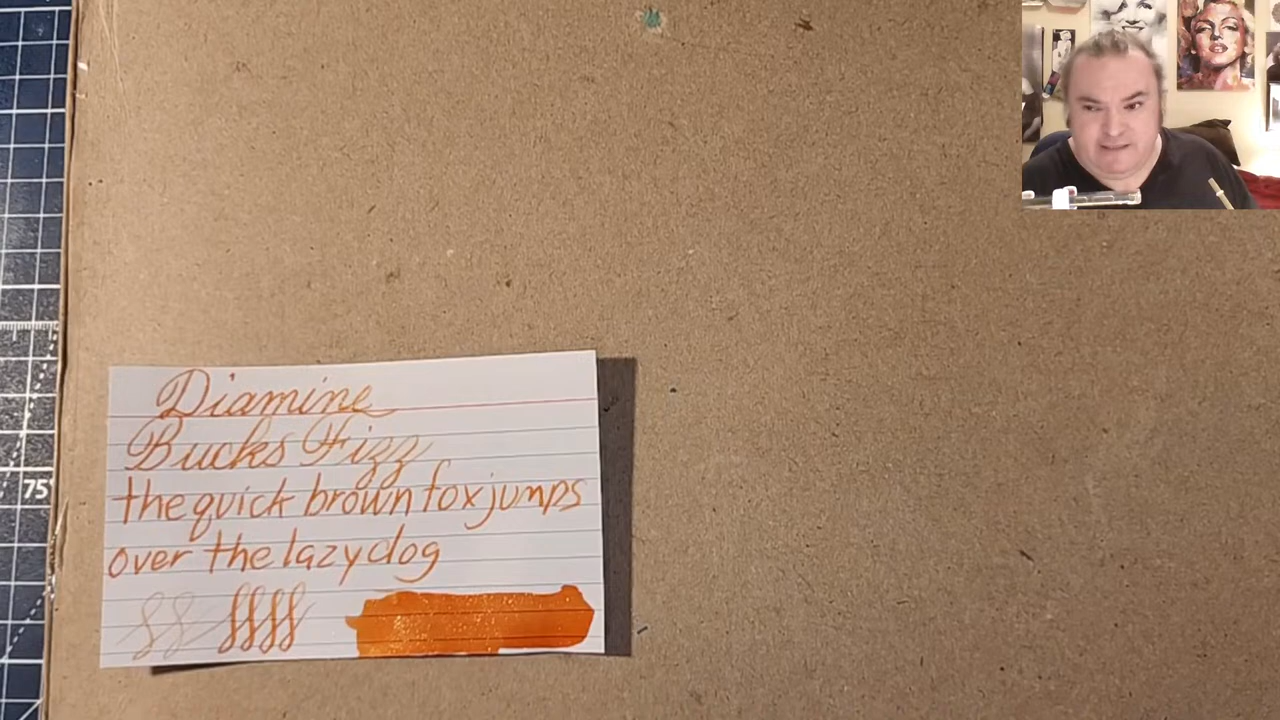 Diamine
Bucks Fizz
the quick brown fox jumps
over the lazy dog
75